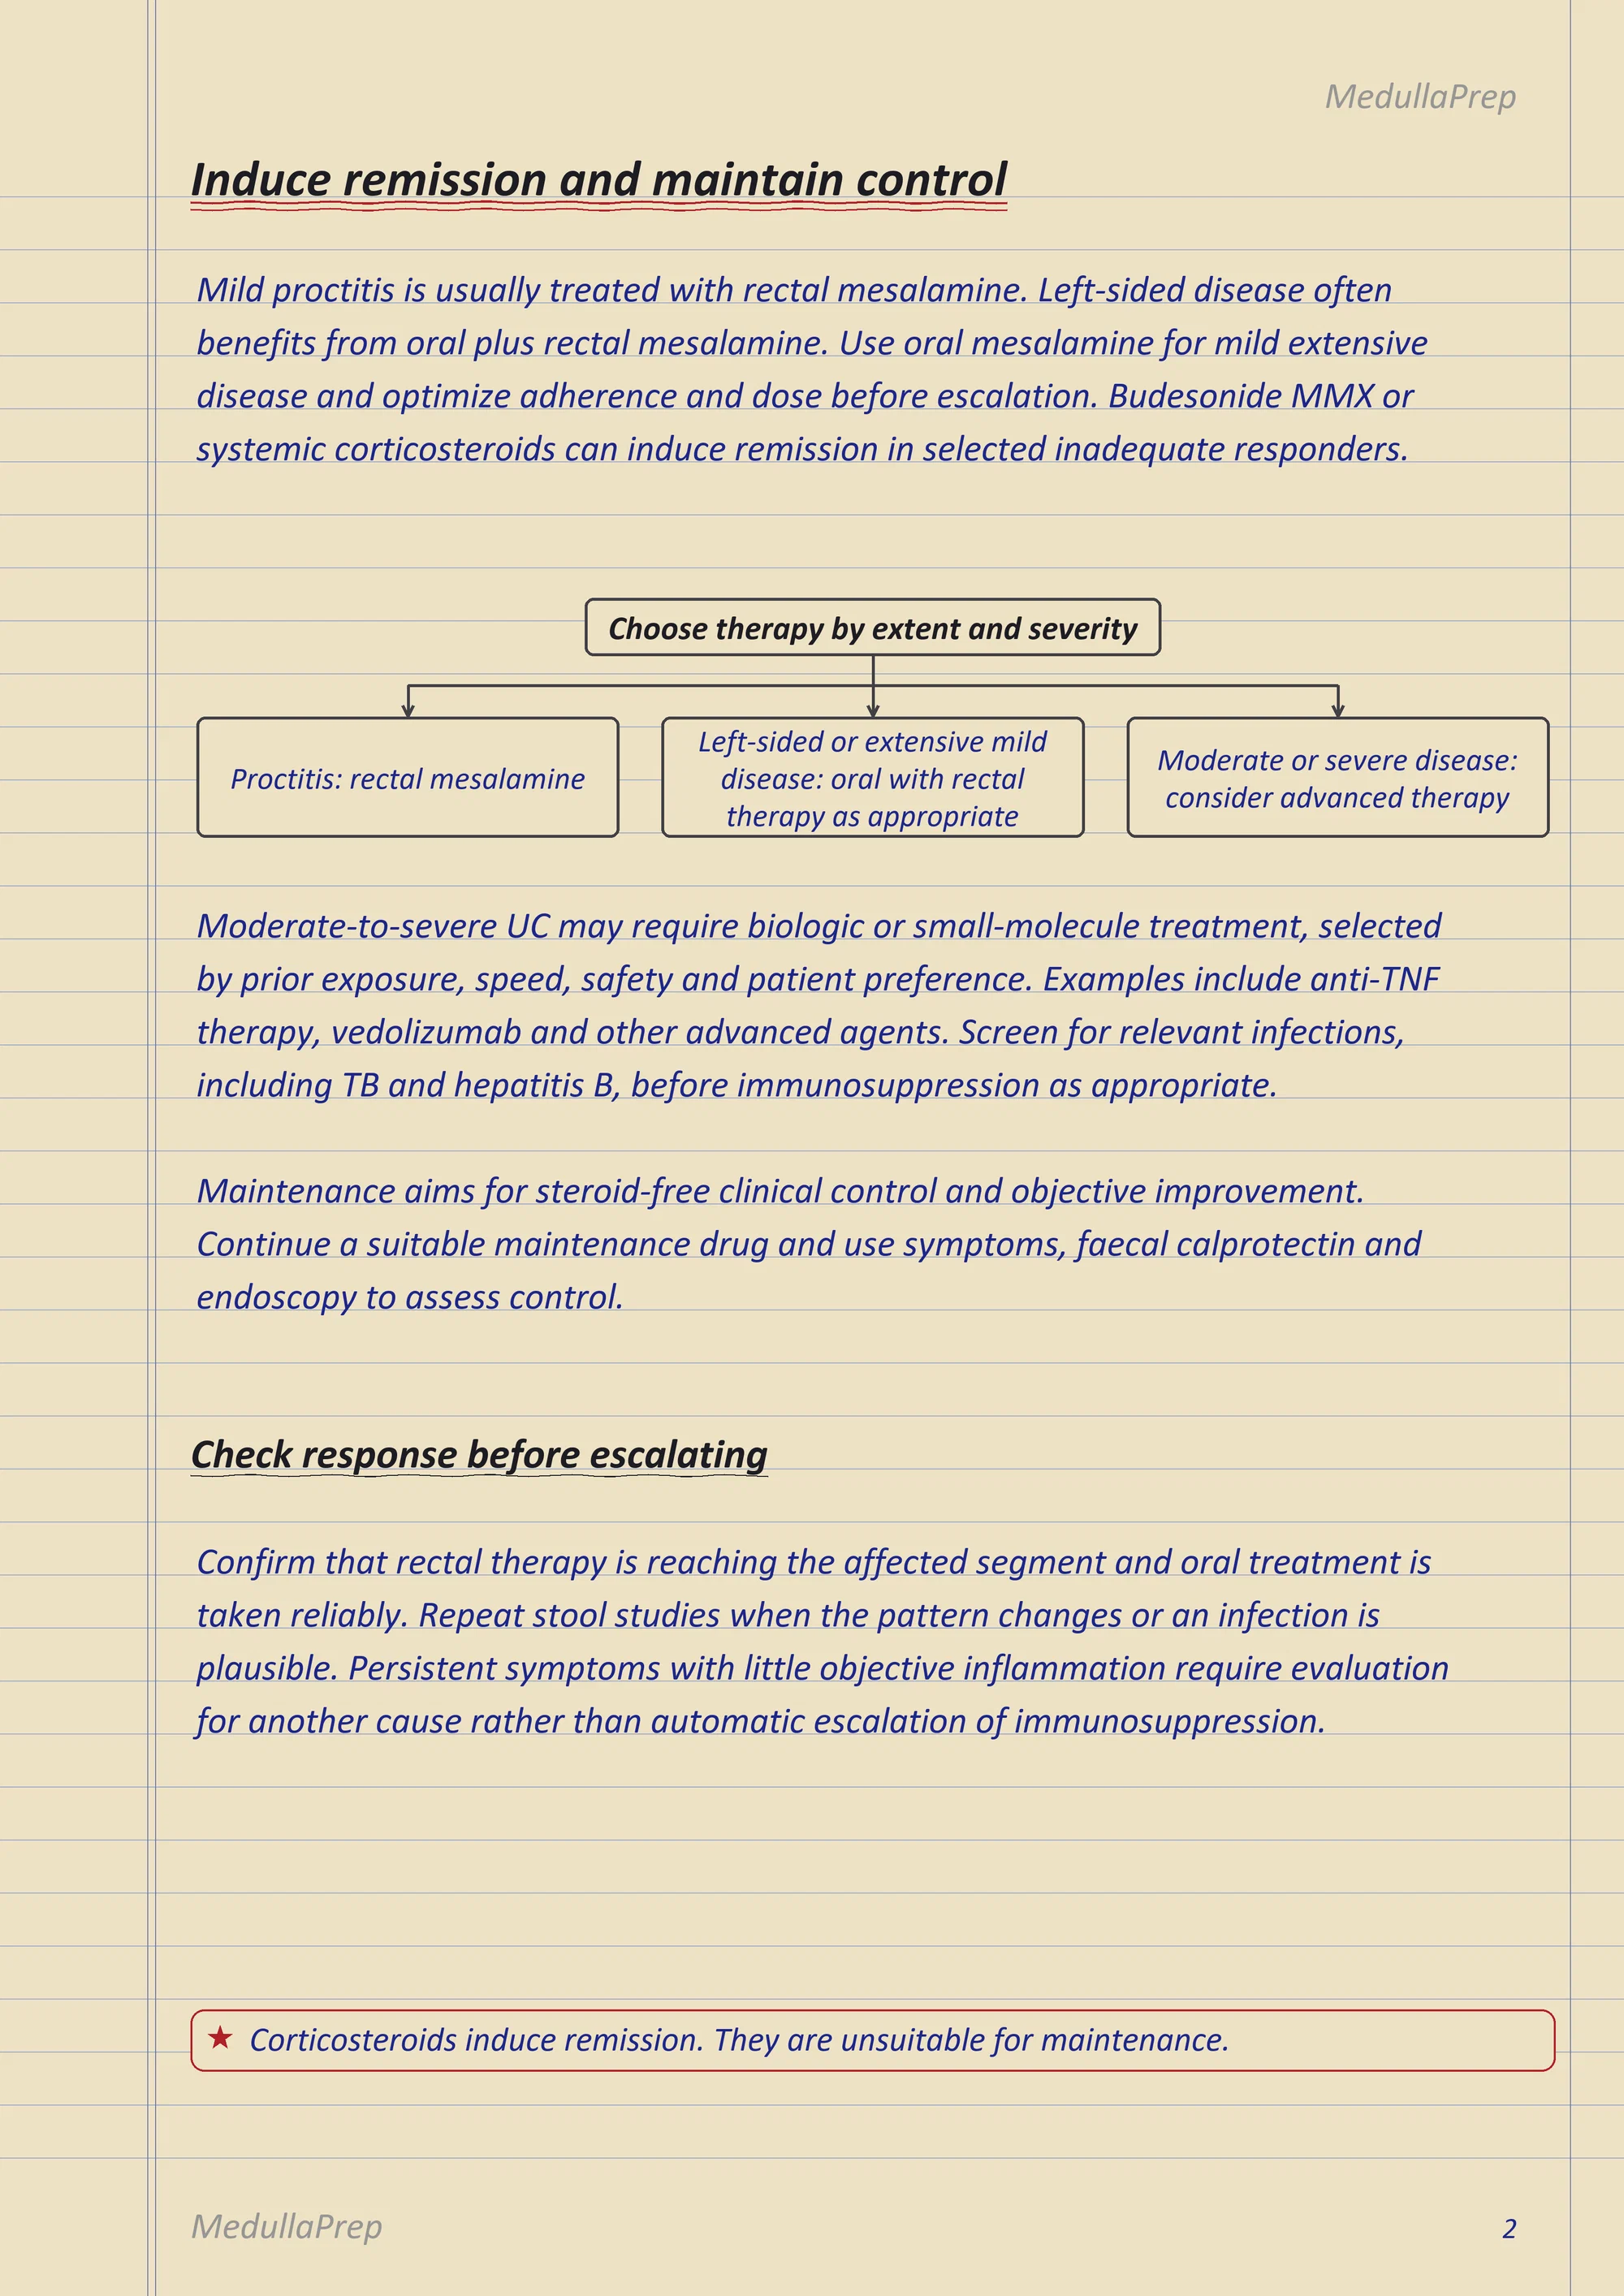 MedullaPrep
Induce remission and maintain control
Mild proctitis is usually treated with rectal mesalamine. Left-sided disease often
benefits from oral plus rectal mesalamine. Use oral mesalamine for mild extensive
disease and optimize adherence and dose before escalation. Budesonide MMX or
systemic corticosteroids can induce remission in selected inadequate responders.
Choose therapy by extent and severity
Proctitis: rectal mesalamine
Left-sided or extensive mild
disease: oral with rectal
therapy as appropriate
Moderate or severe disease:
consider advanced therapy
Moderate-to-severe UC may require biologic or small-molecule treatment, selected
by prior exposure, speed, safety and patient preference. Examples include anti-TNF
therapy, vedolizumab and other advanced agents. Screen for relevant infections,
including TB and hepatitis B, before immunosuppression as appropriate.
Maintenance aims for steroid-free clinical control and objective improvement.
Continue a suitable maintenance drug and use symptoms, faecal calprotectin and
endoscopy to assess control.
Check response before escalating
Confirm that rectal therapy is reaching the affected segment and oral treatment is
taken reliably. Repeat stool studies when the pattern changes or an infection is
plausible. Persistent symptoms with little objective inflammation require evaluation
for another cause rather than automatic escalation of immunosuppression.
★ Corticosteroids induce remission. They are unsuitable for maintenance.
MedullaPrep
2